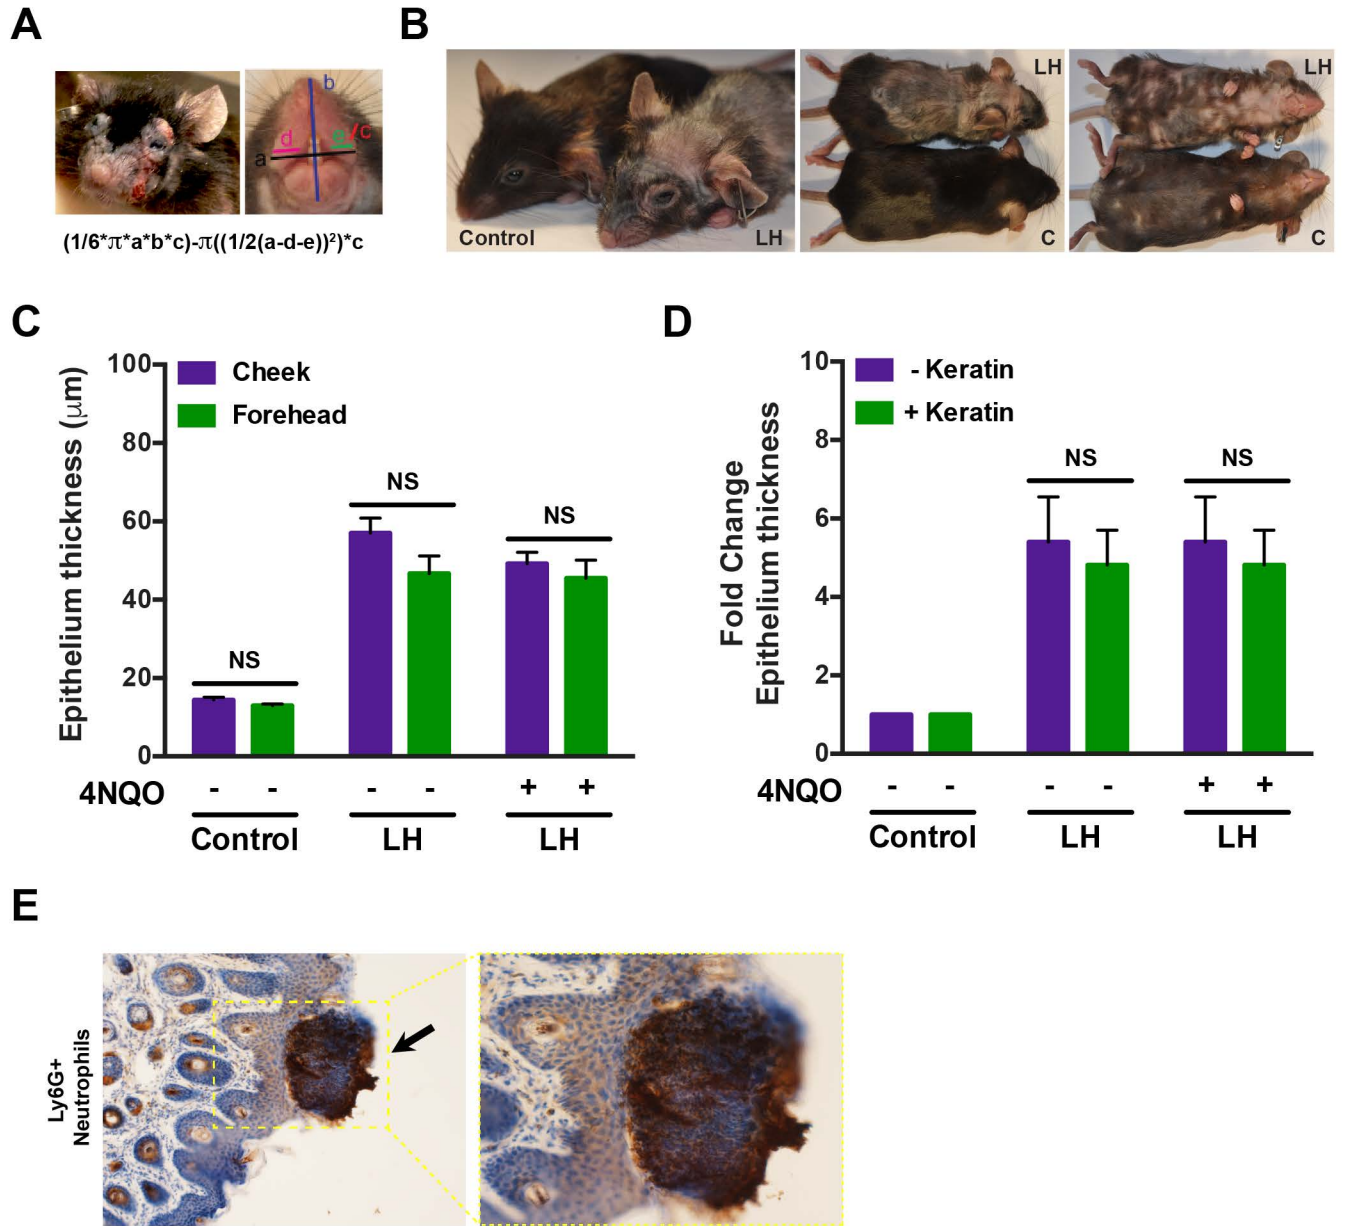 A
B
b
d
e
c
a
(1/6*π*a*b*c)-π((1/2(a-d-e))²)*c
Control
LH
LH
C
LH
C
C
D
100
80
60
40
20
0
Epithelium thickness (μm)
Cheek
Forehead
NS
NS
NS
4NQO
- - - - + +
Control
LH
LH
10
8
6
4
2
0
Fold Change
Epithelium thickness
- Keratin
+ Keratin
NS
NS
4NQO
- - - - + +
Control
LH
LH
E
Ly6G+
Neutrophils